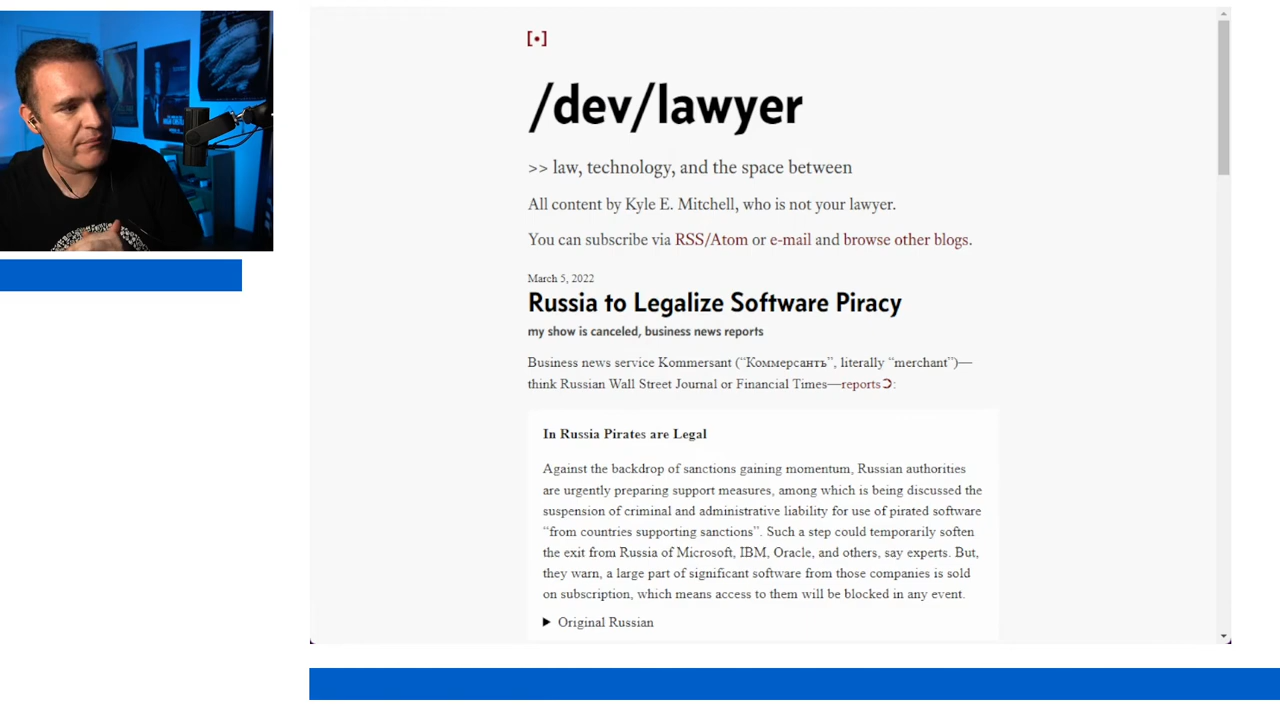 [•]
/dev/lawyer
>> law, technology, and the space between
All content by Kyle E. Mitchell, who is not your lawyer.
You can subscribe via RSS/Atom or e-mail and browse other blogs.
March 5, 2022
Russia to Legalize Software Piracy
my show is canceled, business news reports
Business news service Kommersant (“Коммерсантъ”, literally “merchant”)—
think Russian Wall Street Journal or Financial Times—reports➲:
In Russia Pirates are Legal
Against the backdrop of sanctions gaining momentum, Russian authorities
are urgently preparing support measures, among which is being discussed the
suspension of criminal and administrative liability for use of pirated software
“from countries supporting sanctions”. Such a step could temporarily soften
the exit from Russia of Microsoft, IBM, Oracle, and others, say experts. But,
they warn, a large part of significant software from those companies is sold
on subscription, which means access to them will be blocked in any event.
▶ Original Russian